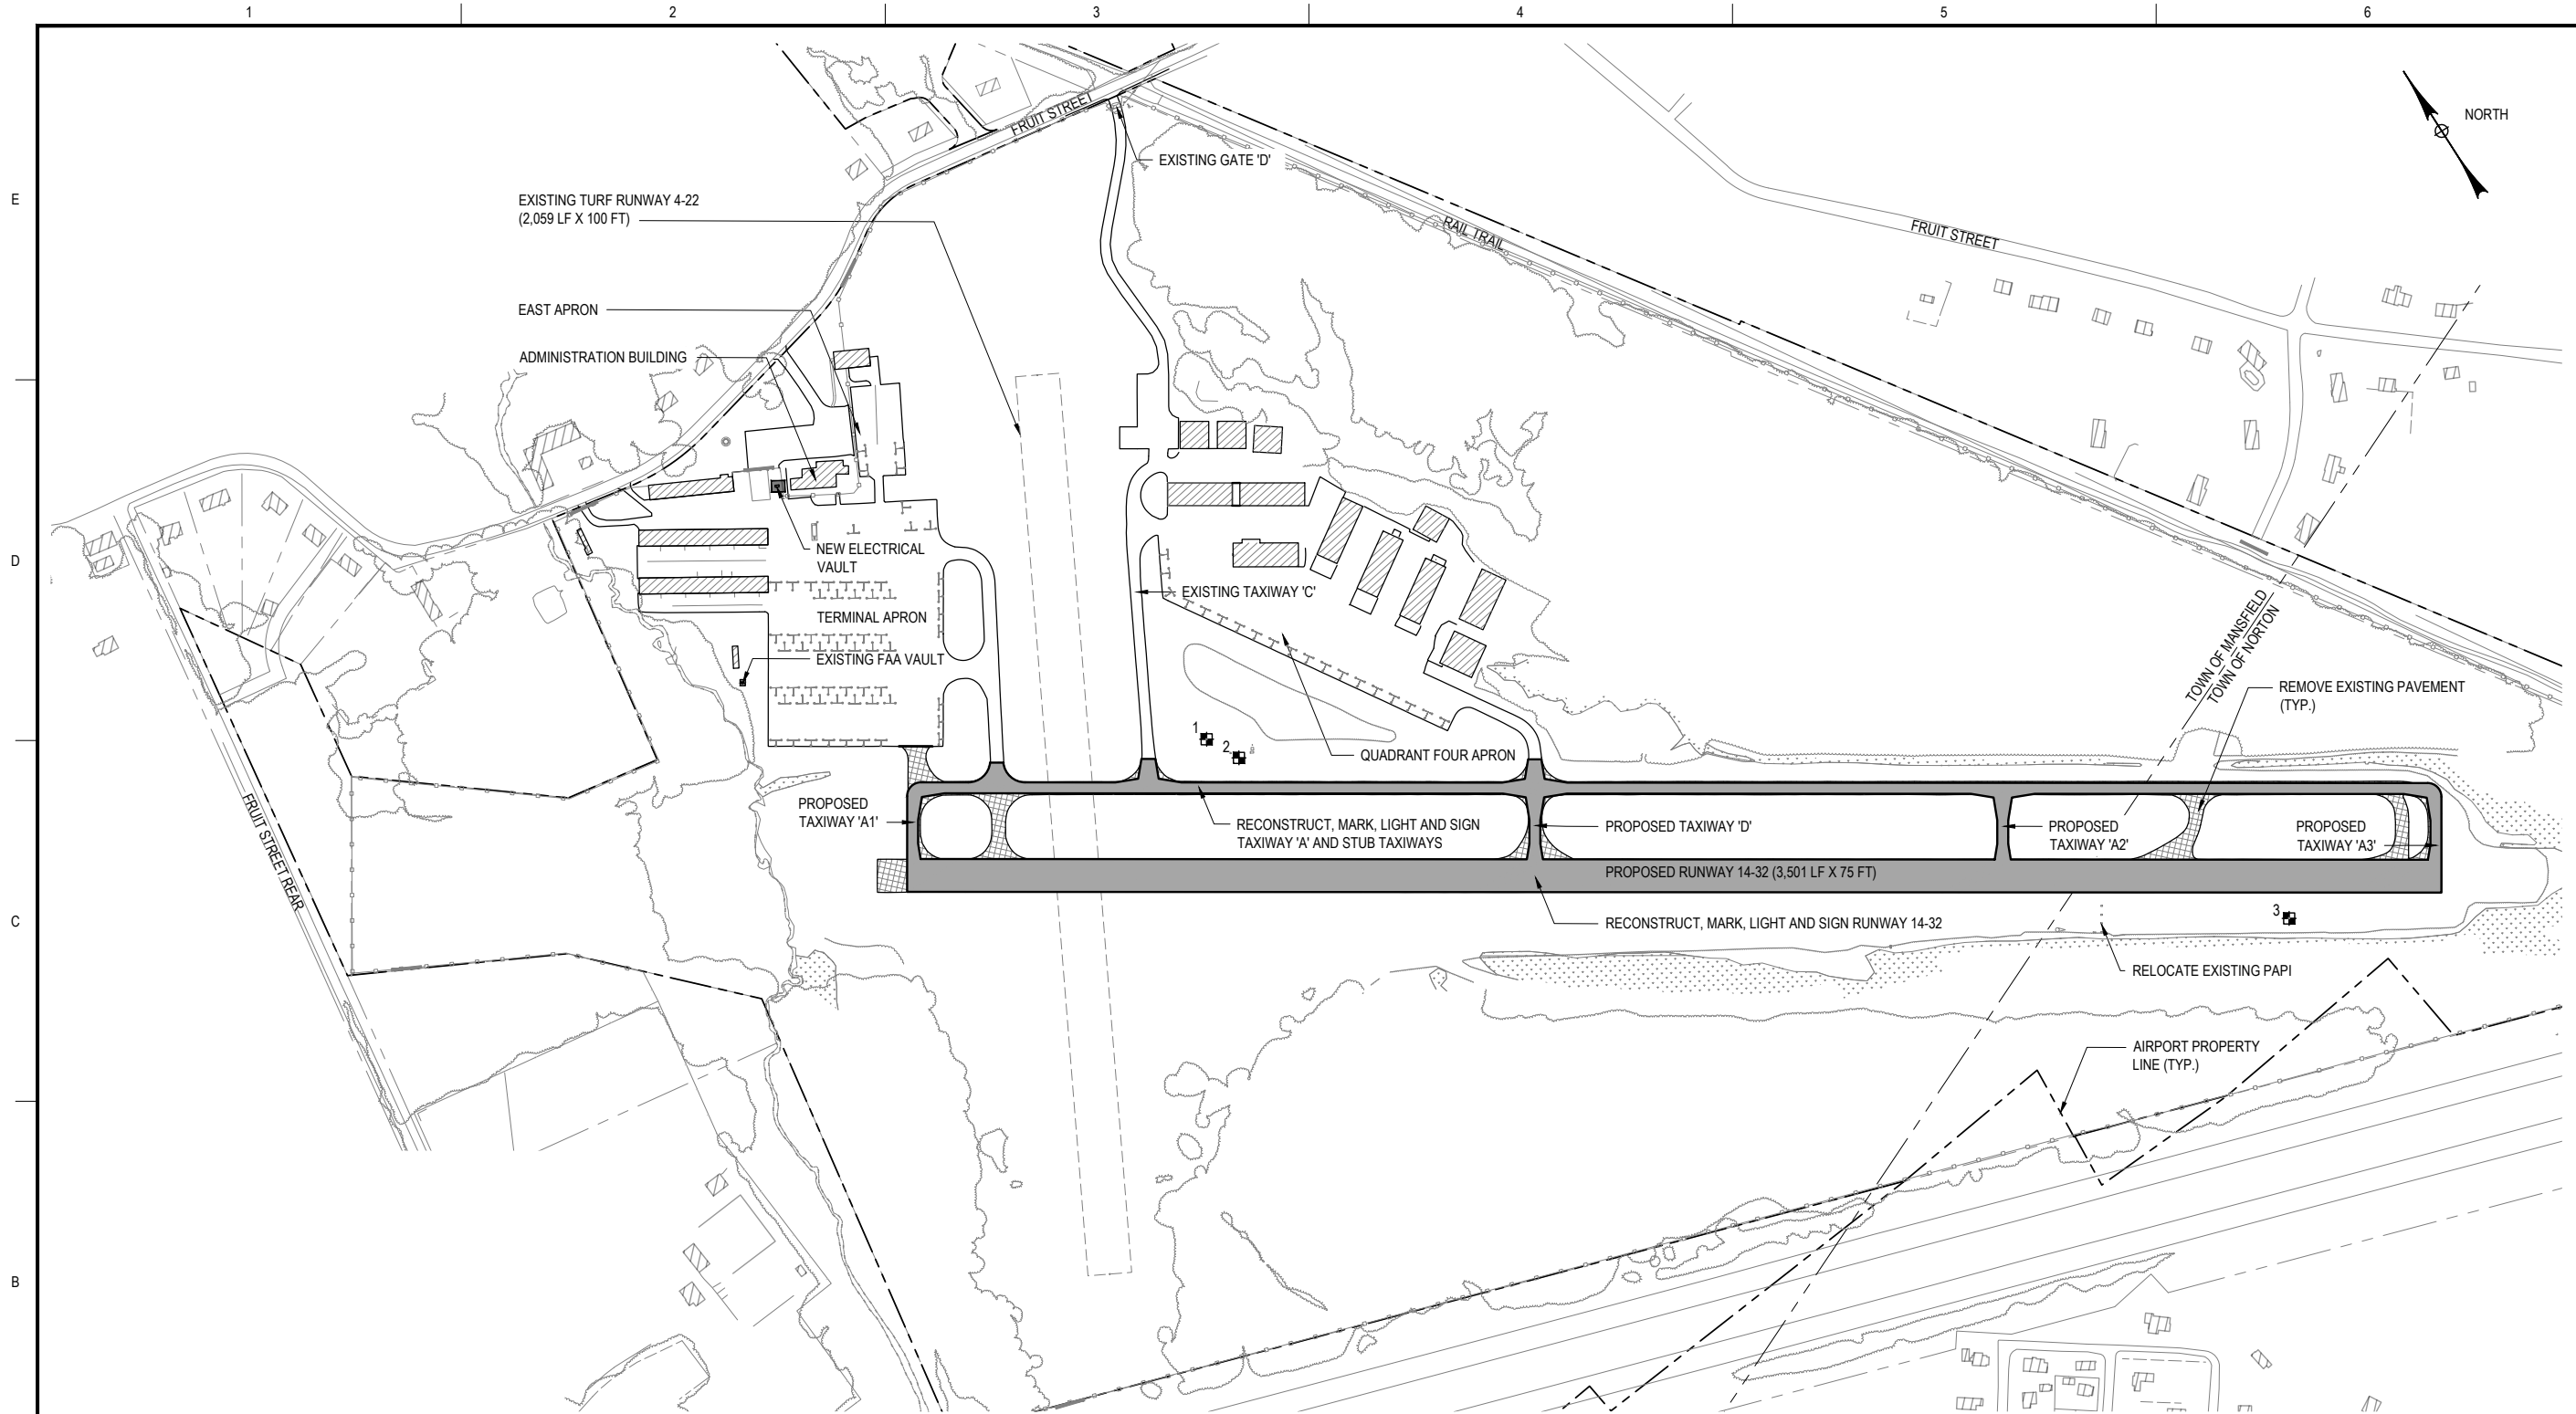 1
2
3
4
5
6
E
D
C
B
NORTH
FRUIT STREET
EXISTING GATE 'D'
EXISTING TURF RUNWAY 4-22
(2,059 LF X 100 FT)
RAIL TRAIL
FRUIT STREET
EAST APRON
ADMINISTRATION BUILDING
NEW ELECTRICAL
VAULT
EXISTING TAXIWAY 'C'
TERMINAL APRON
EXISTING FAA VAULT
TOWN OF MANSFIELD
TOWN OF NORTON
REMOVE EXISTING PAVEMENT
(TYP.)
1
2
QUADRANT FOUR APRON
FRUIT STREET REAR
PROPOSED
TAXIWAY 'A1'
RECONSTRUCT, MARK, LIGHT AND SIGN
TAXIWAY 'A' AND STUB TAXIWAYS
PROPOSED TAXIWAY 'D'
PROPOSED
TAXIWAY 'A2'
PROPOSED
TAXIWAY 'A3'
PROPOSED RUNWAY 14-32 (3,501 LF X 75 FT)
RECONSTRUCT, MARK, LIGHT AND SIGN RUNWAY 14-32
3
RELOCATE EXISTING PAPI
AIRPORT PROPERTY
LINE (TYP.)